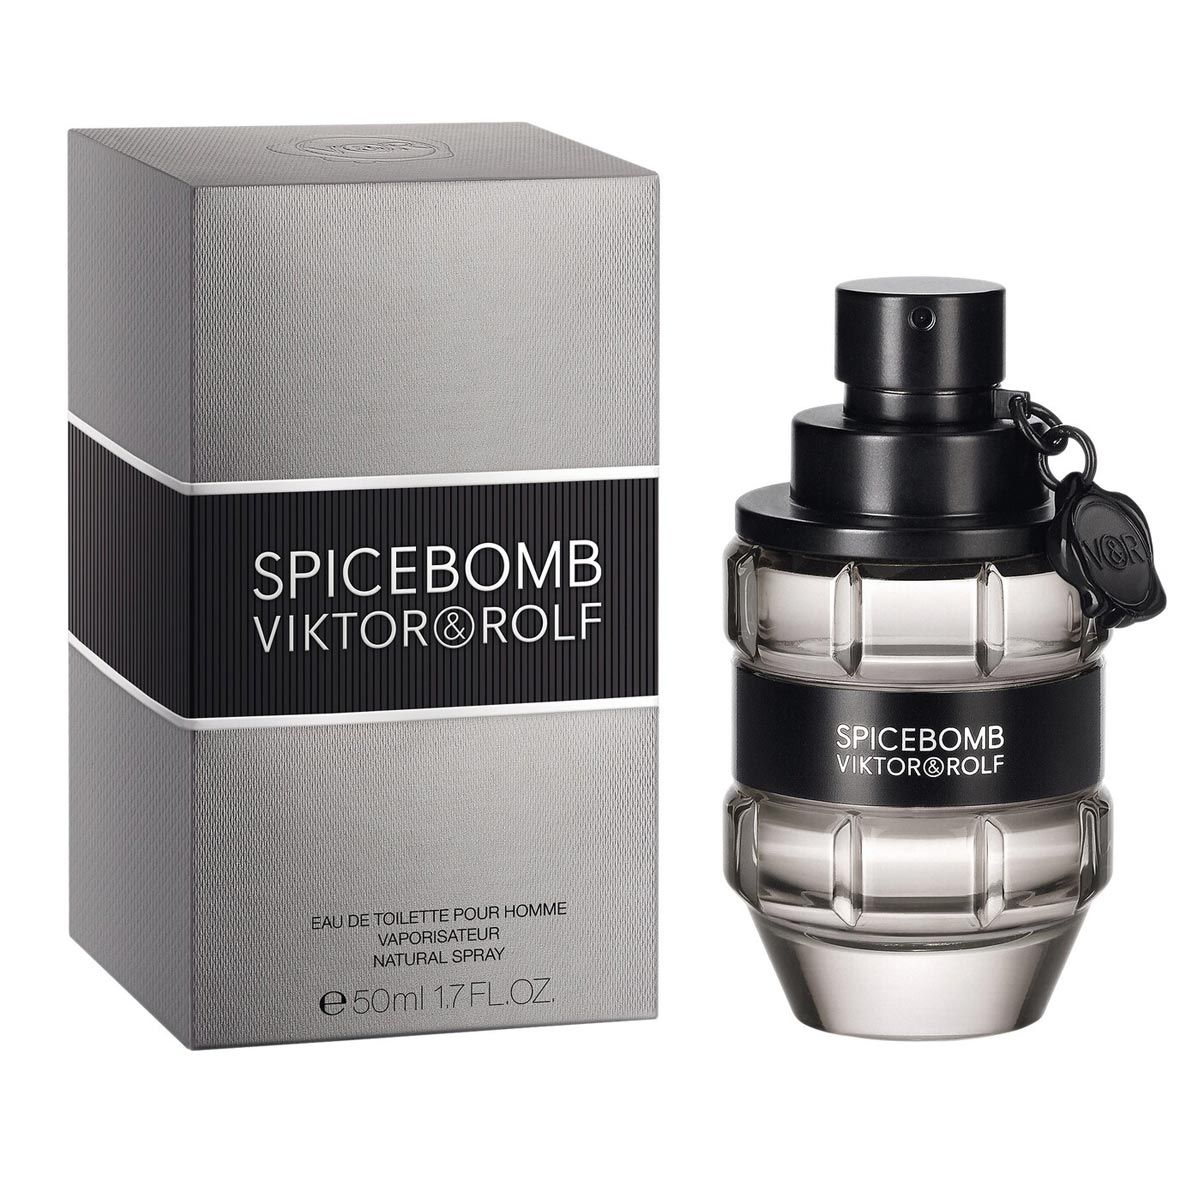 V&R
SPICEBOMB
VIKTOR&ROLF
EAU DE TOILETTE POUR HOMME
VAPORISATEUR
NATURAL SPRAY
℮50ml 1.7FL.OZ.
V&R
SPICEBOMB
VIKTOR&ROLF